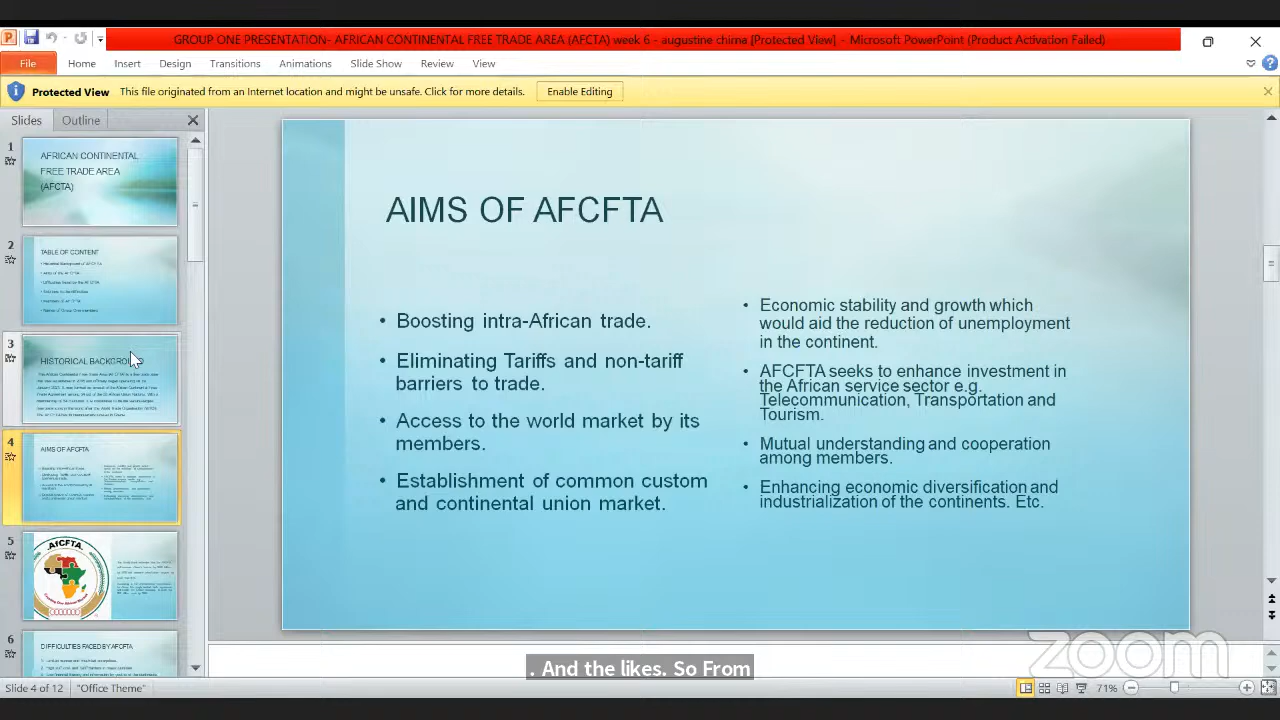 GROUP ONE PRESENTATION- AFRICAN CONTINENTAL FREE TRADE AREA (AFCTA) week 6 - augustine chima [Protected View] - Microsoft PowerPoint (Product Activation Failed)
File Home Insert Design Transitions Animations Slide Show Review View
Protected View This file originated from an Internet location and might be unsafe. Click for more details. Enable Editing
Slides Outline
1
AFRICAN CONTINENTAL
FREE TRADE AREA
(AFCTA)
2
TABLE OF CONTENT
3
HISTORICAL BACKGROUND
4
AIMS OF AFCFTA
5
AfCFTA
6
DIFFICULTIES FACED BY AFCFTA
AIMS OF AFCFTA
• Boosting intra-African trade.
• Eliminating Tariffs and non-tariff
barriers to trade.
• Access to the world market by its
members.
• Establishment of common custom
and continental union market.
• Economic stability and growth which
would aid the reduction of unemployment
in the continent.
• AFCFTA seeks to enhance investment in
the African service sector e.g.
Telecommunication, Transportation and
Tourism.
• Mutual understanding and cooperation
among members.
• Enhancing economic diversification and
industrialization of the continents. Etc.
zoom
. And the likes. So From
Slide 4 of 12 "Office Theme" 71%